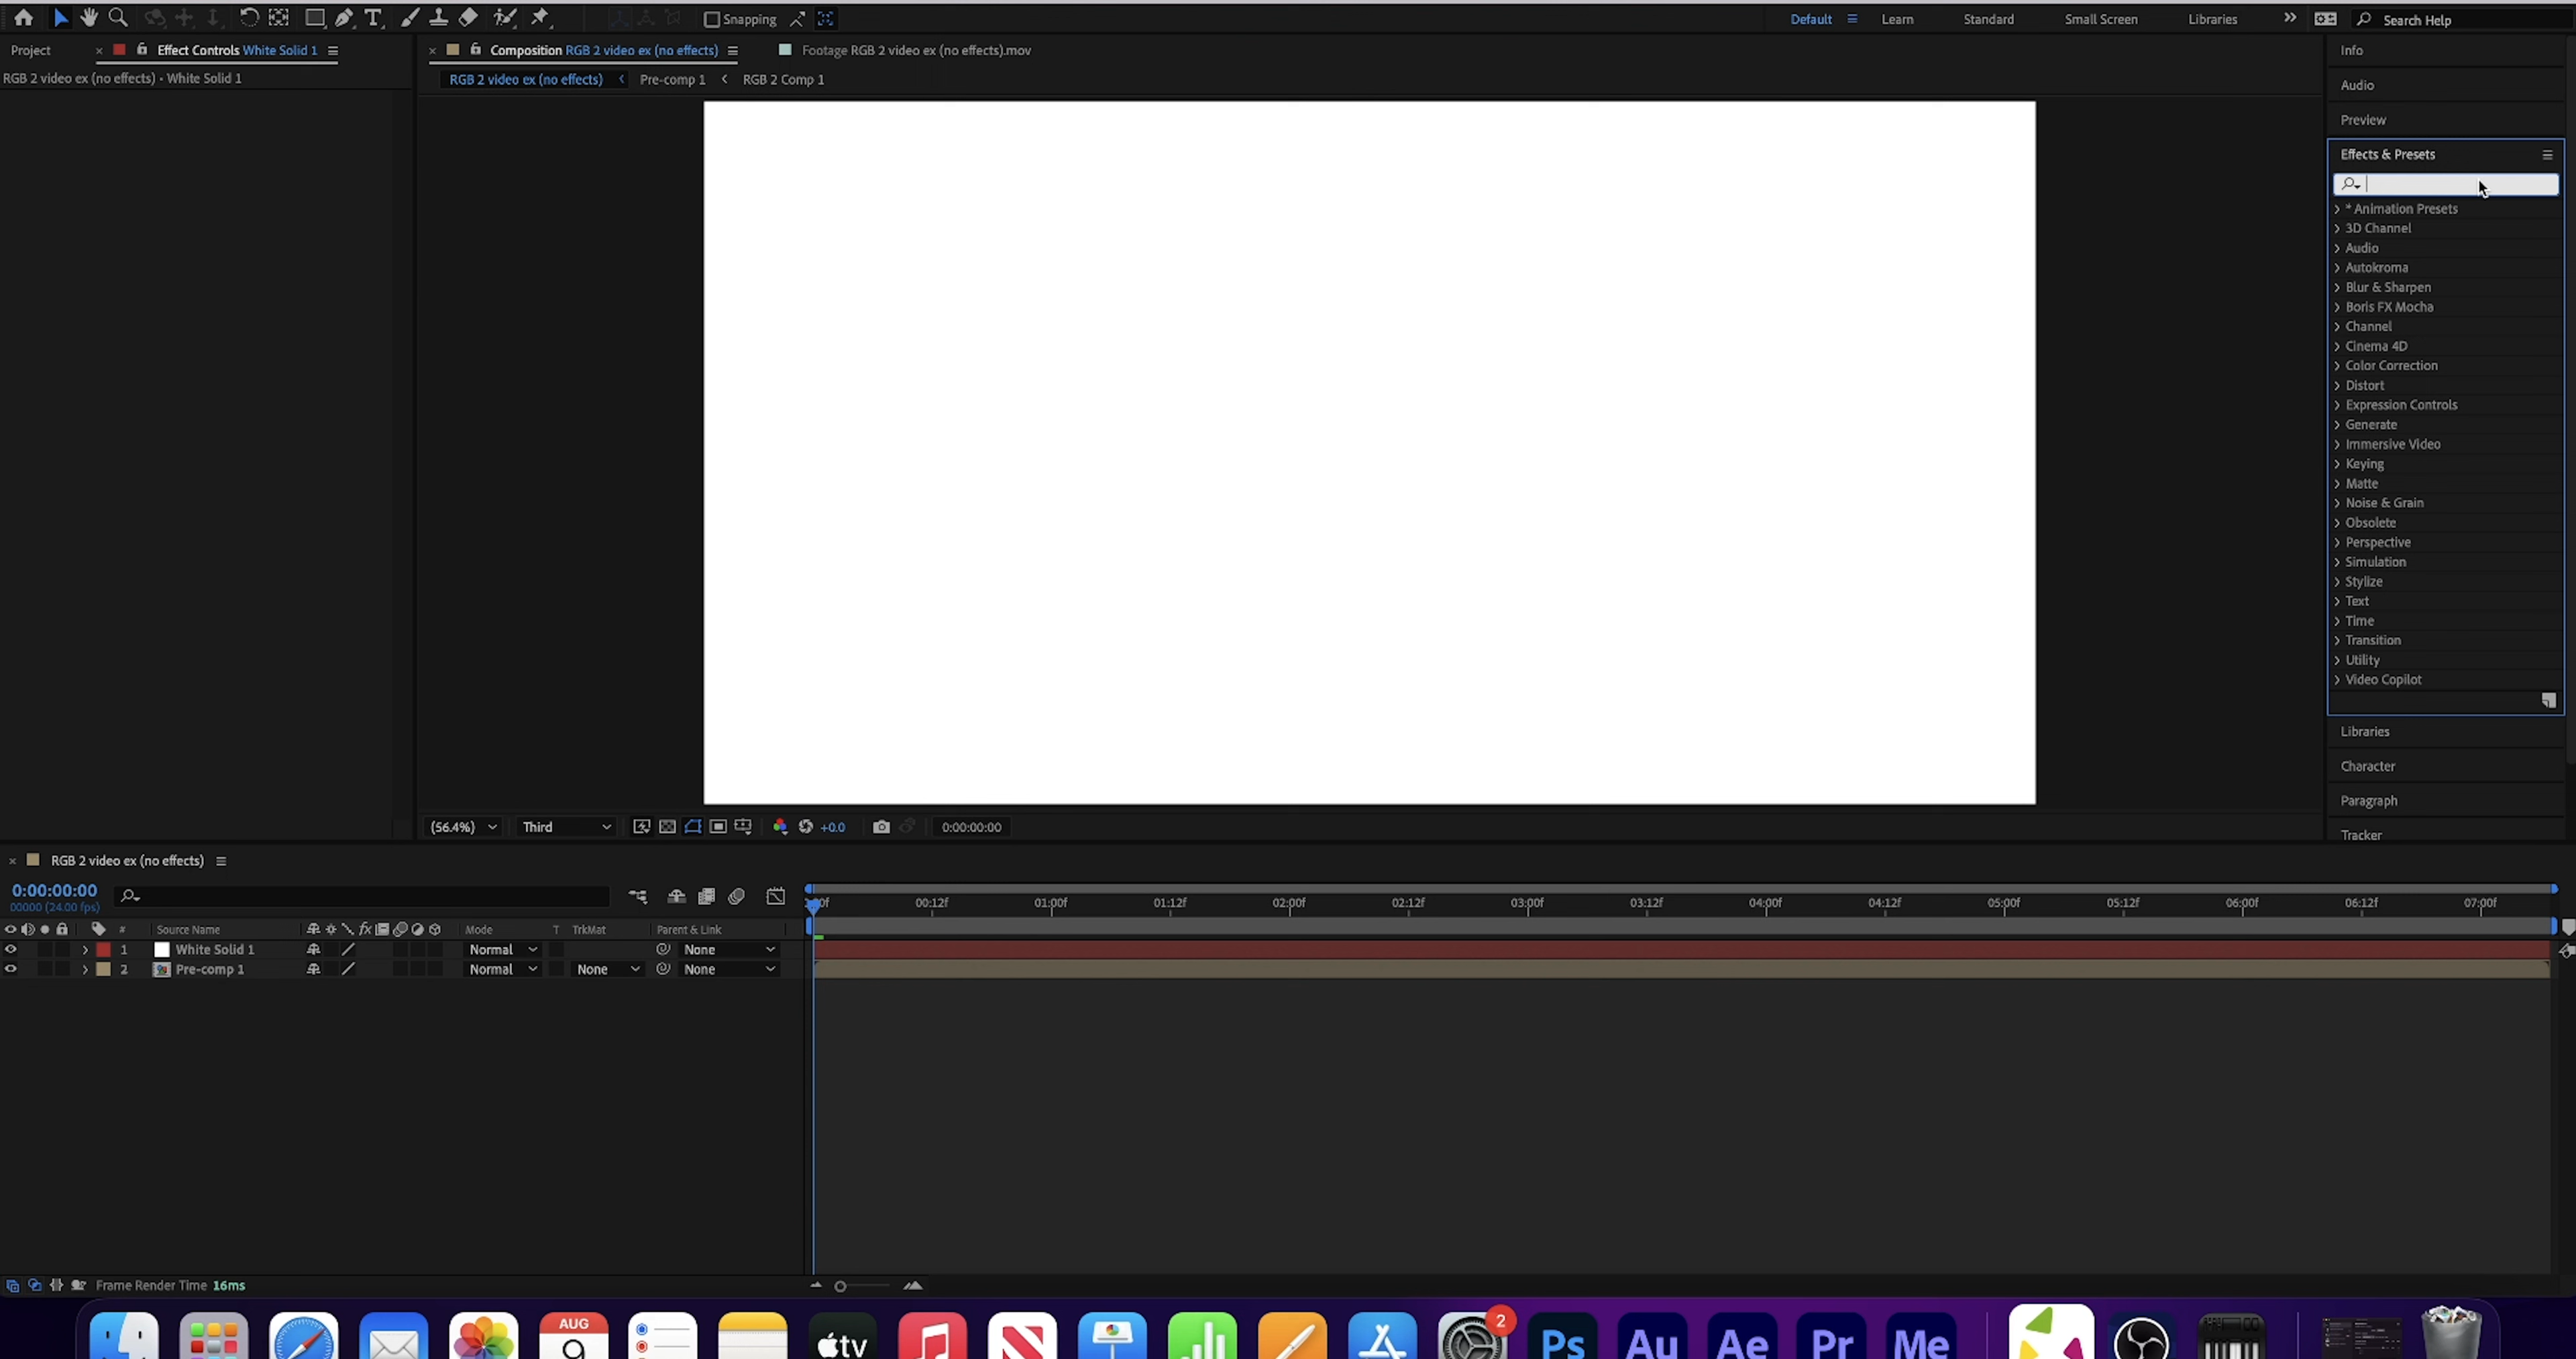 Snapping
Default
Learn
Standard
Small Screen
Libraries
Search Help
Project
Effect Controls White Solid 1
Composition RGB 2 video ex (no effects)
Footage RGB 2 video ex (no effects).mov
Info
RGB 2 video ex (no effects) • White Solid 1
RGB 2 video ex (no effects)
Pre-comp 1
RGB 2 Comp 1
Audio
Preview
Effects & Presets
* Animation Presets
3D Channel
Audio
Autokroma
Blur & Sharpen
Boris FX Mocha
Channel
Cinema 4D
Color Correction
Distort
Expression Controls
Generate
Immersive Video
Keying
Matte
Noise & Grain
Obsolete
Perspective
Simulation
Stylize
Text
Time
Transition
Utility
Video Copilot
Libraries
Character
Paragraph
Tracker
(56.4%)
Third
+0.0
0:00:00:00
RGB 2 video ex (no effects)
0:00:00:00
00000 (24.00 fps)
00:12f
01:00f
01:12f
02:00f
02:12f
03:00f
03:12f
04:00f
04:12f
05:00f
05:12f
06:00f
06:12f
07:00f
# Source Name
Mode
T TrkMat
Parent & Link
1 White Solid 1 Normal None
2 Pre-comp 1 Normal None None
Frame Render Time 16ms
AUG
9
tv
2
Ps
Au
Ae
Pr
Me